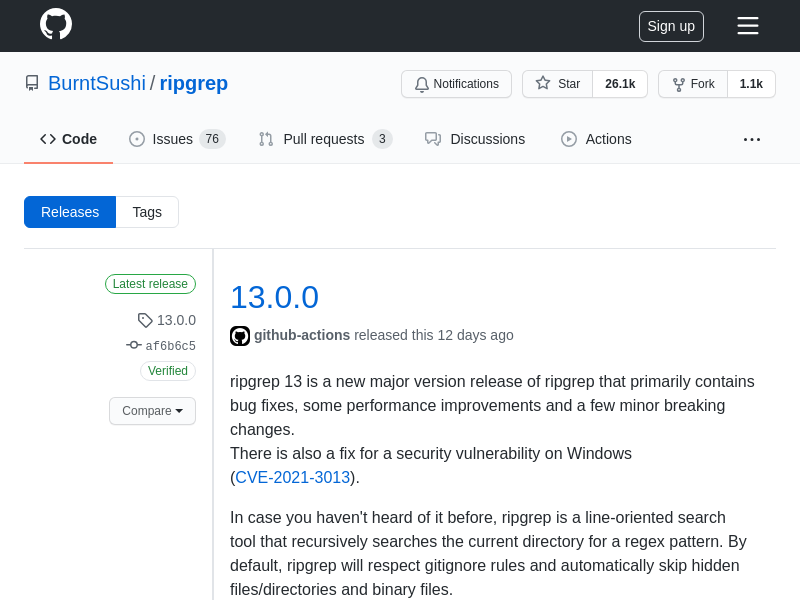 Sign up
BurntSushi / ripgrep
Notifications
Star 26.1k
Fork 1.1k
Code
Issues 76
Pull requests 3
Discussions
Actions
Releases
Tags
Latest release
13.0.0
af6b6c5
Verified
Compare
13.0.0
github-actions released this 12 days ago
ripgrep 13 is a new major version release of ripgrep that primarily contains
bug fixes, some performance improvements and a few minor breaking
changes.
There is also a fix for a security vulnerability on Windows
(CVE-2021-3013).
In case you haven't heard of it before, ripgrep is a line-oriented search
tool that recursively searches the current directory for a regex pattern. By
default, ripgrep will respect gitignore rules and automatically skip hidden
files/directories and binary files.